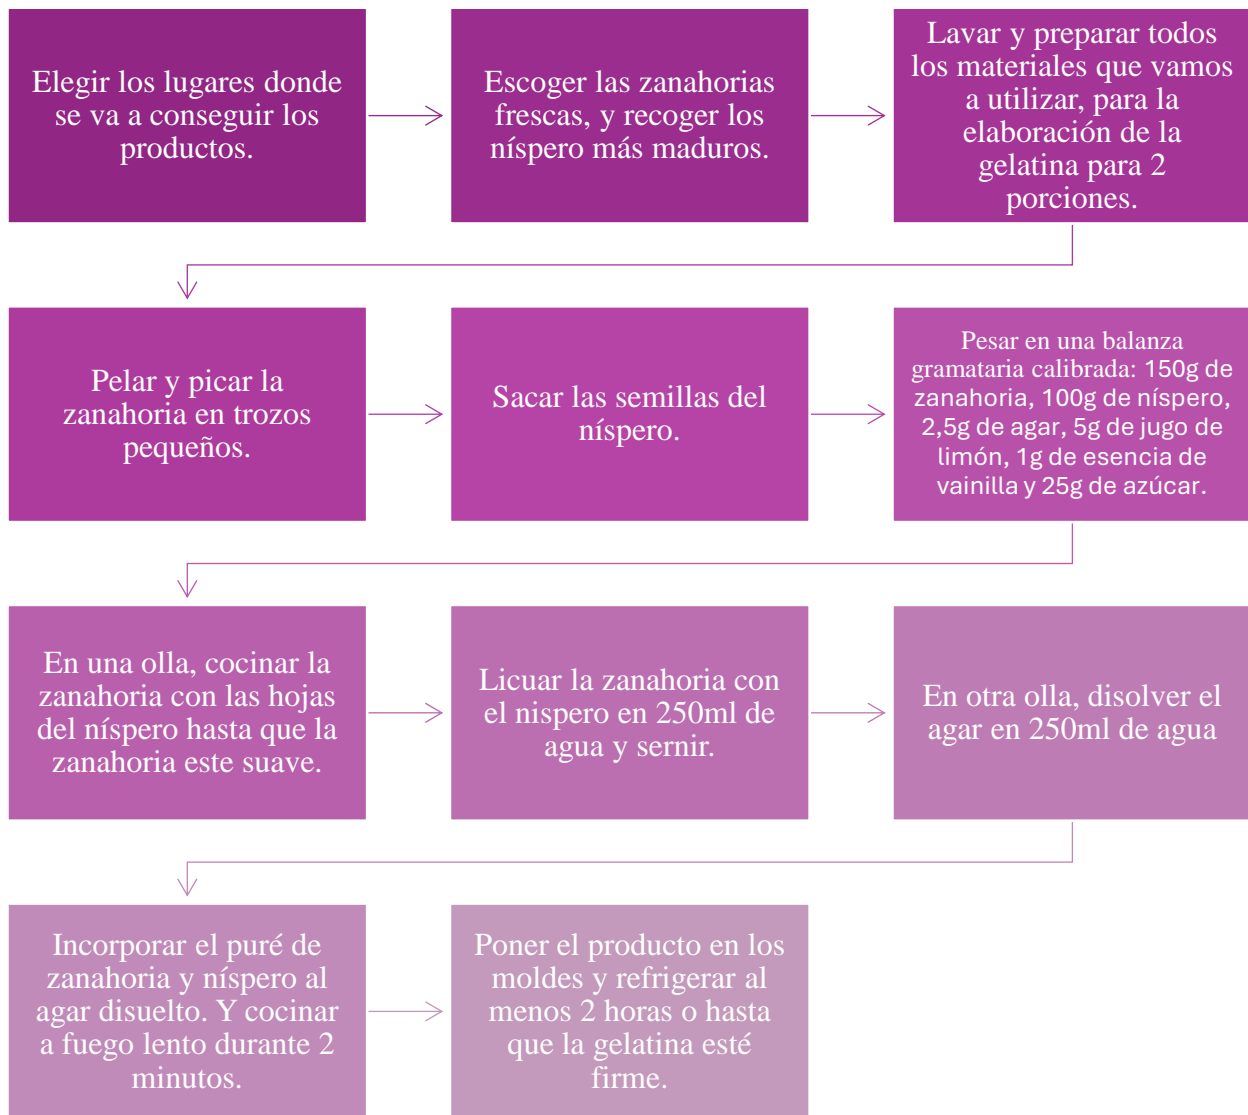 Elegir los lugares donde
se va a conseguir los
productos.
Escoger las zanahorias
frescas, y recoger los
níspero más maduros.
Lavar y preparar todos
los materiales que vamos
a utilizar, para la
elaboración de la
gelatina para 2
porciones.
Pelar y picar la
zanahoria en trozos
pequeños.
Sacar las semillas del
níspero.
Pesar en una balanza
gramataria calibrada: 150g de
zanahoria, 100g de níspero,
2,5g de agar, 5g de jugo de
limón, 1g de esencia de
vainilla y 25g de azúcar.
En una olla, cocinar la
zanahoria con las hojas
del níspero hasta que la
zanahoria este suave.
Licuar la zanahoria con
el nispero en 250ml de
agua y sernir.
En otra olla, disolver el
agar en 250ml de agua
Incorporar el puré de
zanahoria y níspero al
agar disuelto. Y cocinar
a fuego lento durante 2
minutos.
Poner el producto en los
moldes y refrigerar al
menos 2 horas o hasta
que la gelatina esté
firme.